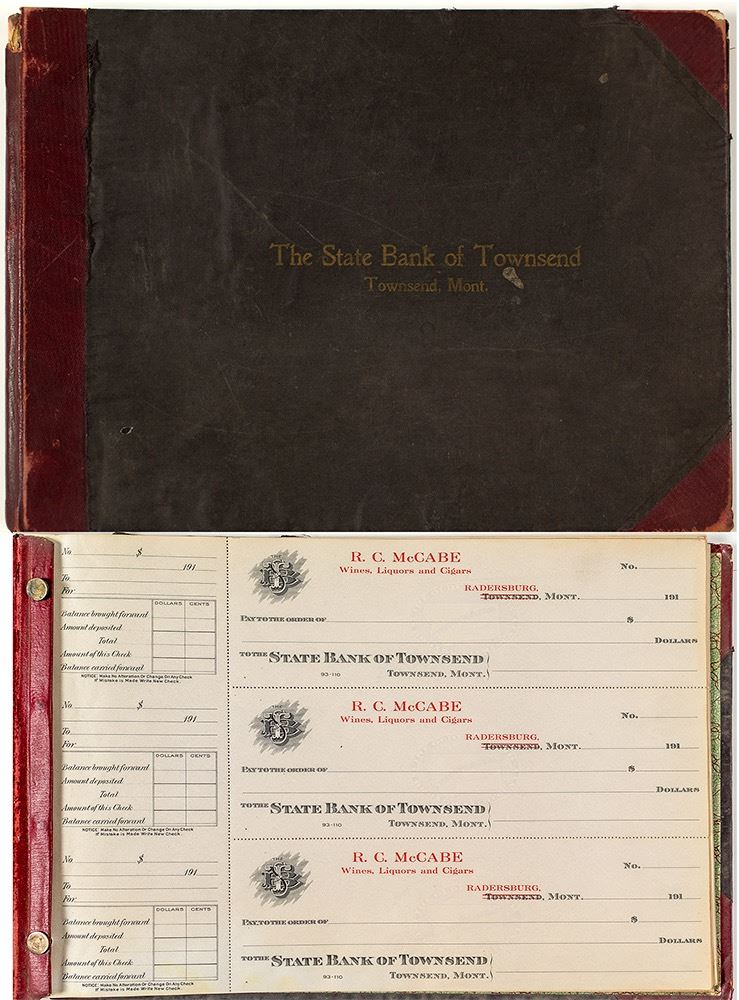 The State Bank of Townsend
Townsend, Mont.
No $
191
To
For
DOLLARS CENTS
Balance brought forward
Amount deposited
Total
Amount of this Check
Balance carried forward
NOTICE: Make No Alteration Or Change On Any Check
If Mistake is Made Write New Check.
R. C. McCABE
Wines, Liquors and Cigars
No.
RADERSBURG,
TOWNSEND, MONT. 191
PAY TO THE ORDER OF $
DOLLARS
TO THE STATE BANK OF TOWNSEND
93-110 TOWNSEND, MONT.
No $
191
To
For
DOLLARS CENTS
Balance brought forward
Amount deposited
Total
Amount of this Check
Balance carried forward
NOTICE: Make No Alteration Or Change On Any Check
If Mistake is Made Write New Check.
R. C. McCABE
Wines, Liquors and Cigars
No.
RADERSBURG,
TOWNSEND, MONT. 191
PAY TO THE ORDER OF $
DOLLARS
TO THE STATE BANK OF TOWNSEND
93-110 TOWNSEND, MONT.
No $
191
To
For
DOLLARS CENTS
Balance brought forward
Amount deposited
Total
Amount of this Check
Balance carried forward
NOTICE: Make No Alteration Or Change On Any Check
If Mistake is Made Write New Check.
R. C. McCABE
Wines, Liquors and Cigars
No.
RADERSBURG,
TOWNSEND, MONT. 191
PAY TO THE ORDER OF $
DOLLARS
TO THE STATE BANK OF TOWNSEND
93-110 TOWNSEND, MONT.